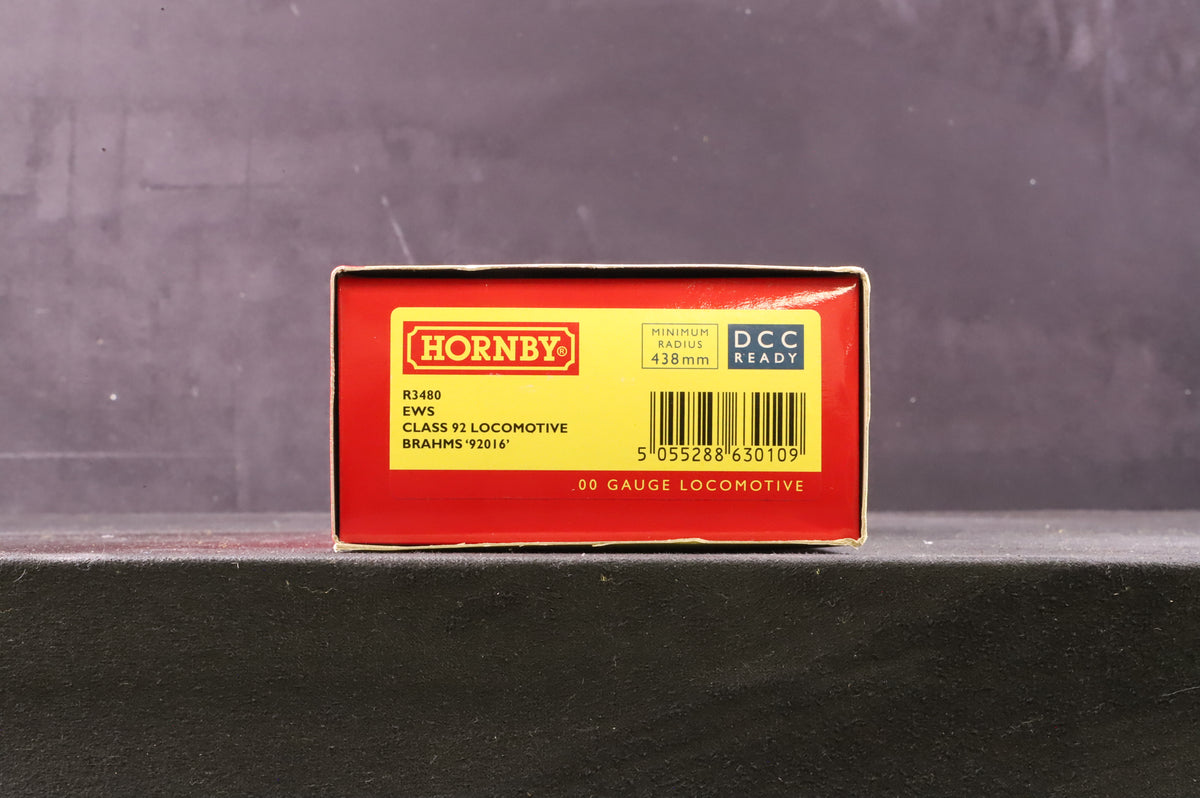 HORNBY®
MINIMUM
RADIUS
438mm
DCC
READY
R3480
EWS
CLASS 92 LOCOMOTIVE
BRAHMS ‘92016’
5 055288 630109
00 GAUGE LOCOMOTIVE